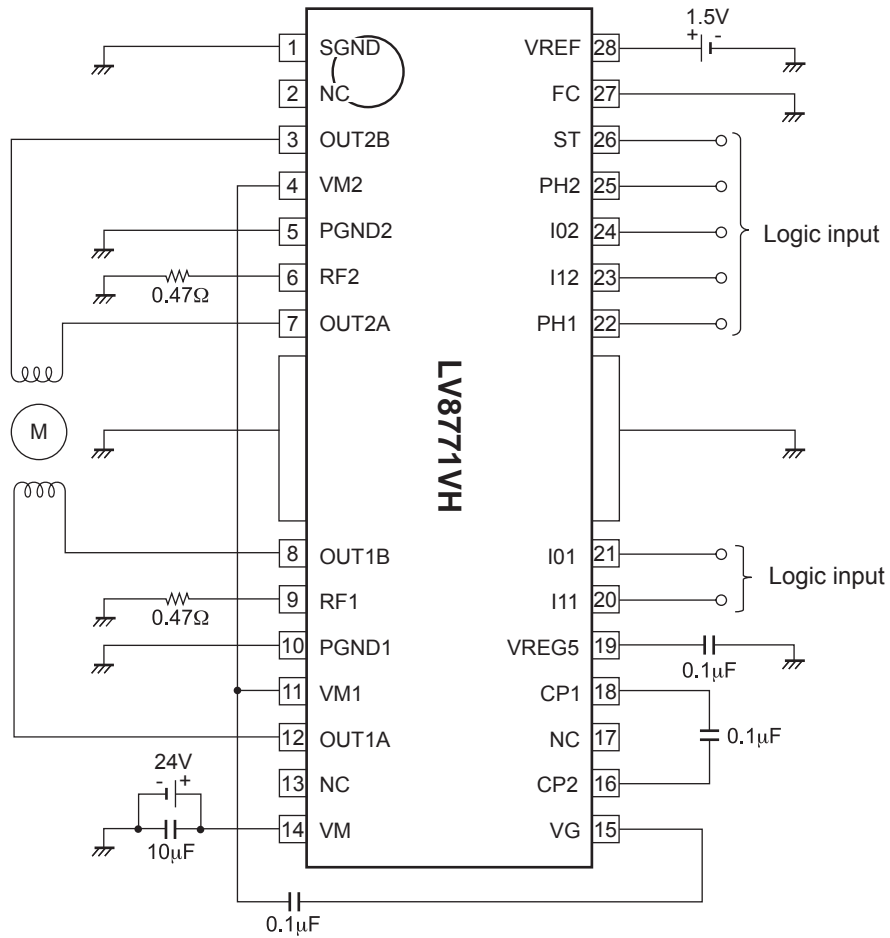 1.5V
+ -
1 SGND
VREF 28
2 NC
FC 27
3 OUT2B
ST 26
4 VM2
PH2 25
5 PGND2
I02 24
Logic input
6 RF2
0.47Ω
I12 23
7 OUT2A
PH1 22
LV8771VH
M
8 OUT1B
I01 21
9 RF1
0.47Ω
I11 20
Logic input
10 PGND1
VREG5 19
0.1μF
11 VM1
CP1 18
12 OUT1A
NC 17
0.1μF
24V
- +
13 NC
CP2 16
14 VM
10μF
VG 15
0.1μF